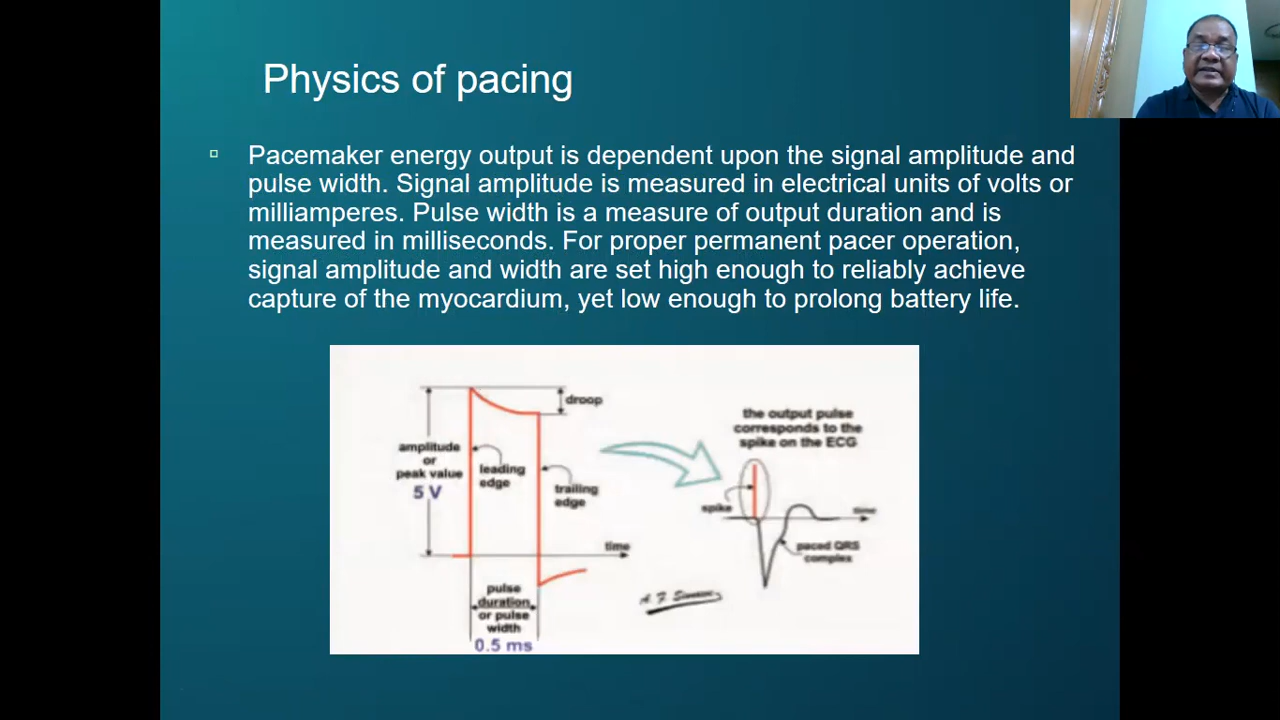 Physics of pacing
Pacemaker energy output is dependent upon the signal amplitude and
pulse width. Signal amplitude is measured in electrical units of volts or
milliamperes. Pulse width is a measure of output duration and is
measured in milliseconds. For proper permanent pacer operation,
signal amplitude and width are set high enough to reliably achieve
capture of the myocardium, yet low enough to prolong battery life.
droop
amplitude
or
peak value
5 V
leading
edge
trailing
edge
time
pulse
duration
or pulse
width
0.5 ms
the output pulse
corresponds to the
spike on the ECG
spike
time
paced QRS
complex